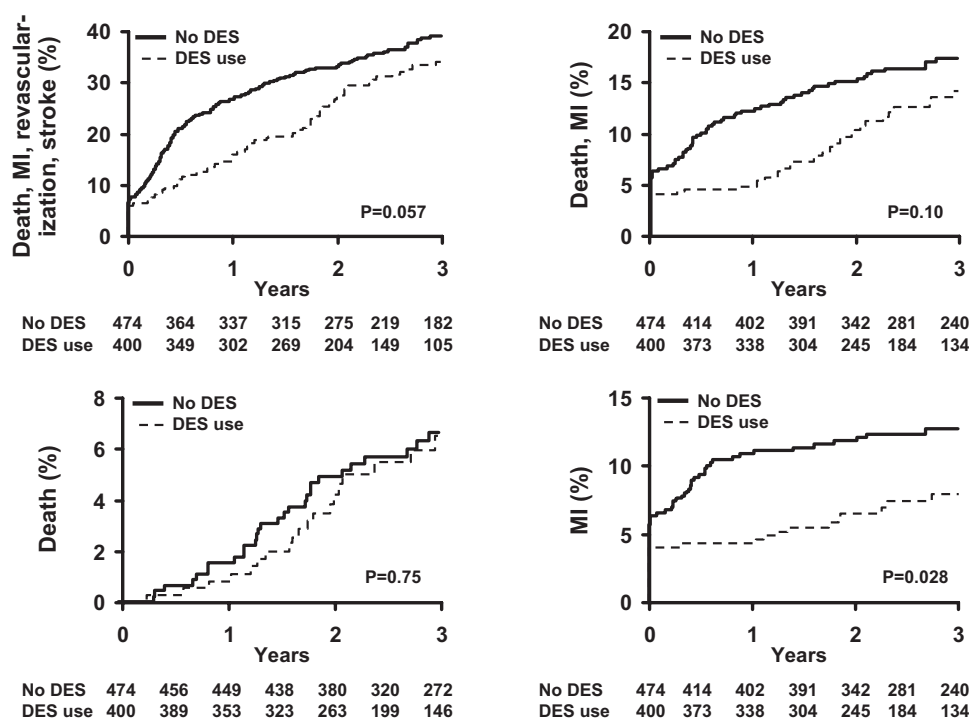 Death, MI, revascular-
ization, stroke (%)
40
30
20
10
0
No DES
DES use
P=0.057
0 1 2 3
Years
No DES 474 364 337 315 275 219 182
DES use 400 349 302 269 204 149 105
Death, MI (%)
20
15
10
5
0
No DES
DES use
P=0.10
0 1 2 3
Years
No DES 474 414 402 391 342 281 240
DES use 400 373 338 304 245 184 134
Death (%)
8
6
4
2
0
No DES
DES use
P=0.75
0 1 2 3
Years
No DES 474 456 449 438 380 320 272
DES use 400 389 353 323 263 199 146
MI (%)
15
10
5
0
No DES
DES use
P=0.028
0 1 2 3
Years
No DES 474 414 402 391 342 281 240
DES use 400 373 338 304 245 184 134